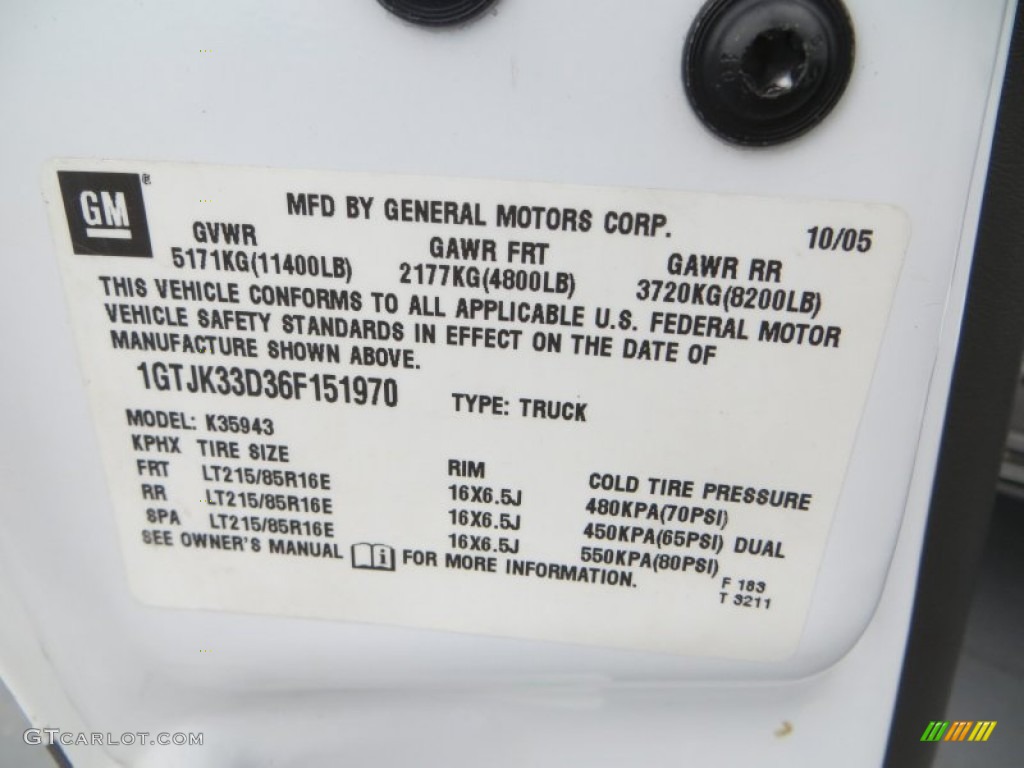 GM®
MFD BY GENERAL MOTORS CORP.
10/05
GVWR GAWR FRT GAWR RR
5171KG(11400LB) 2177KG(4800LB) 3720KG(8200LB)
THIS VEHICLE CONFORMS TO ALL APPLICABLE U.S. FEDERAL MOTOR
VEHICLE SAFETY STANDARDS IN EFFECT ON THE DATE OF
MANUFACTURE SHOWN ABOVE.
1GTJK33D36F151970 TYPE: TRUCK
MODEL: K35943
KPHX TIRE SIZE RIM COLD TIRE PRESSURE
FRT LT215/85R16E 16X6.5J 480KPA(70PSI)
RR LT215/85R16E 16X6.5J 450KPA(65PSI) DUAL
SPA LT215/85R16E 16X6.5J 550KPA(80PSI)
SEE OWNER'S MANUAL i FOR MORE INFORMATION.
F 183
T 3211
GTCARLOT.COM